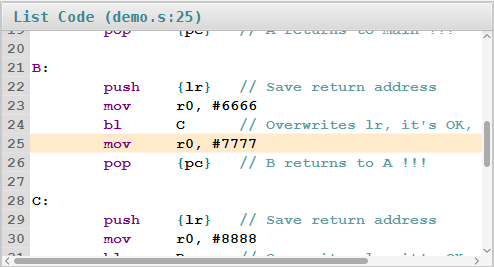 List Code (demo.s:25)
19 pop {pc} // A returns to main !!!
20
21 B:
22 push {lr} // Save return address
23 mov r0, #6666
24 bl C // Overwrites lr, it's OK,
25 mov r0, #7777
26 pop {pc} // B returns to A !!!
27
28 C:
29 push {lr} // Save return address
30 mov r0, #8888
31 bl